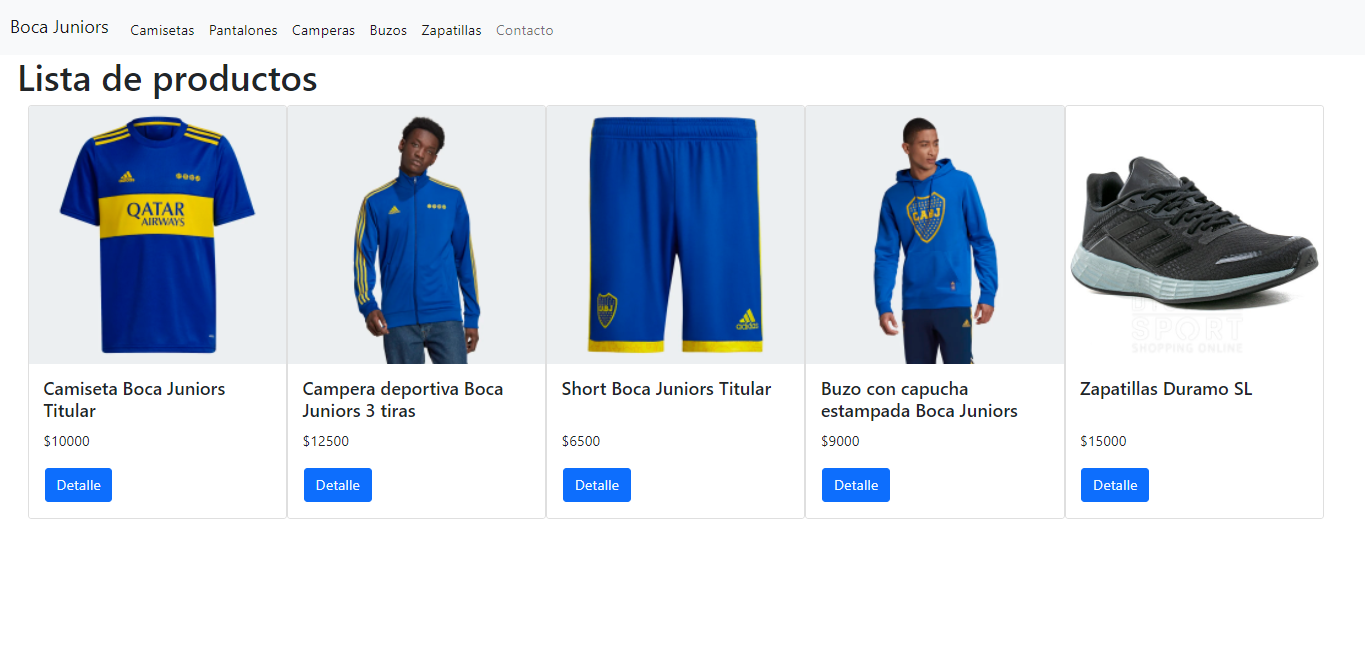 Boca Juniors Camisetas Pantalones Camperas Buzos Zapatillas Contacto
Lista de productos
QATAR
AIRWAYS
CABJ
CABJ
adidas
SPORT
SHOPPING ONLINE
Camiseta Boca Juniors
Titular
$10000
Detalle
Campera deportiva Boca
Juniors 3 tiras
$12500
Detalle
Short Boca Juniors Titular
$6500
Detalle
Buzo con capucha
estampada Boca Juniors
$9000
Detalle
Zapatillas Duramo SL
$15000
Detalle